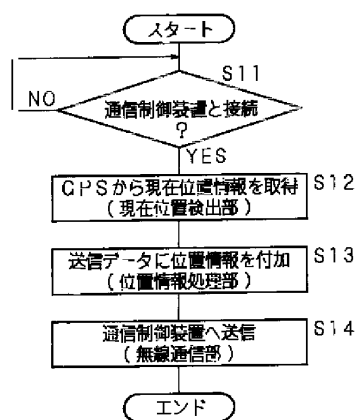 スタート
S11
NO
通信制御装置と接続
?
YES
GPSから現在位置情報を取得
S12
(現在位置検出部)
送信データに位置情報を付加
S13
(位置情報処理部)
通信制御装置へ送信
S14
(無線通信部)
エンド